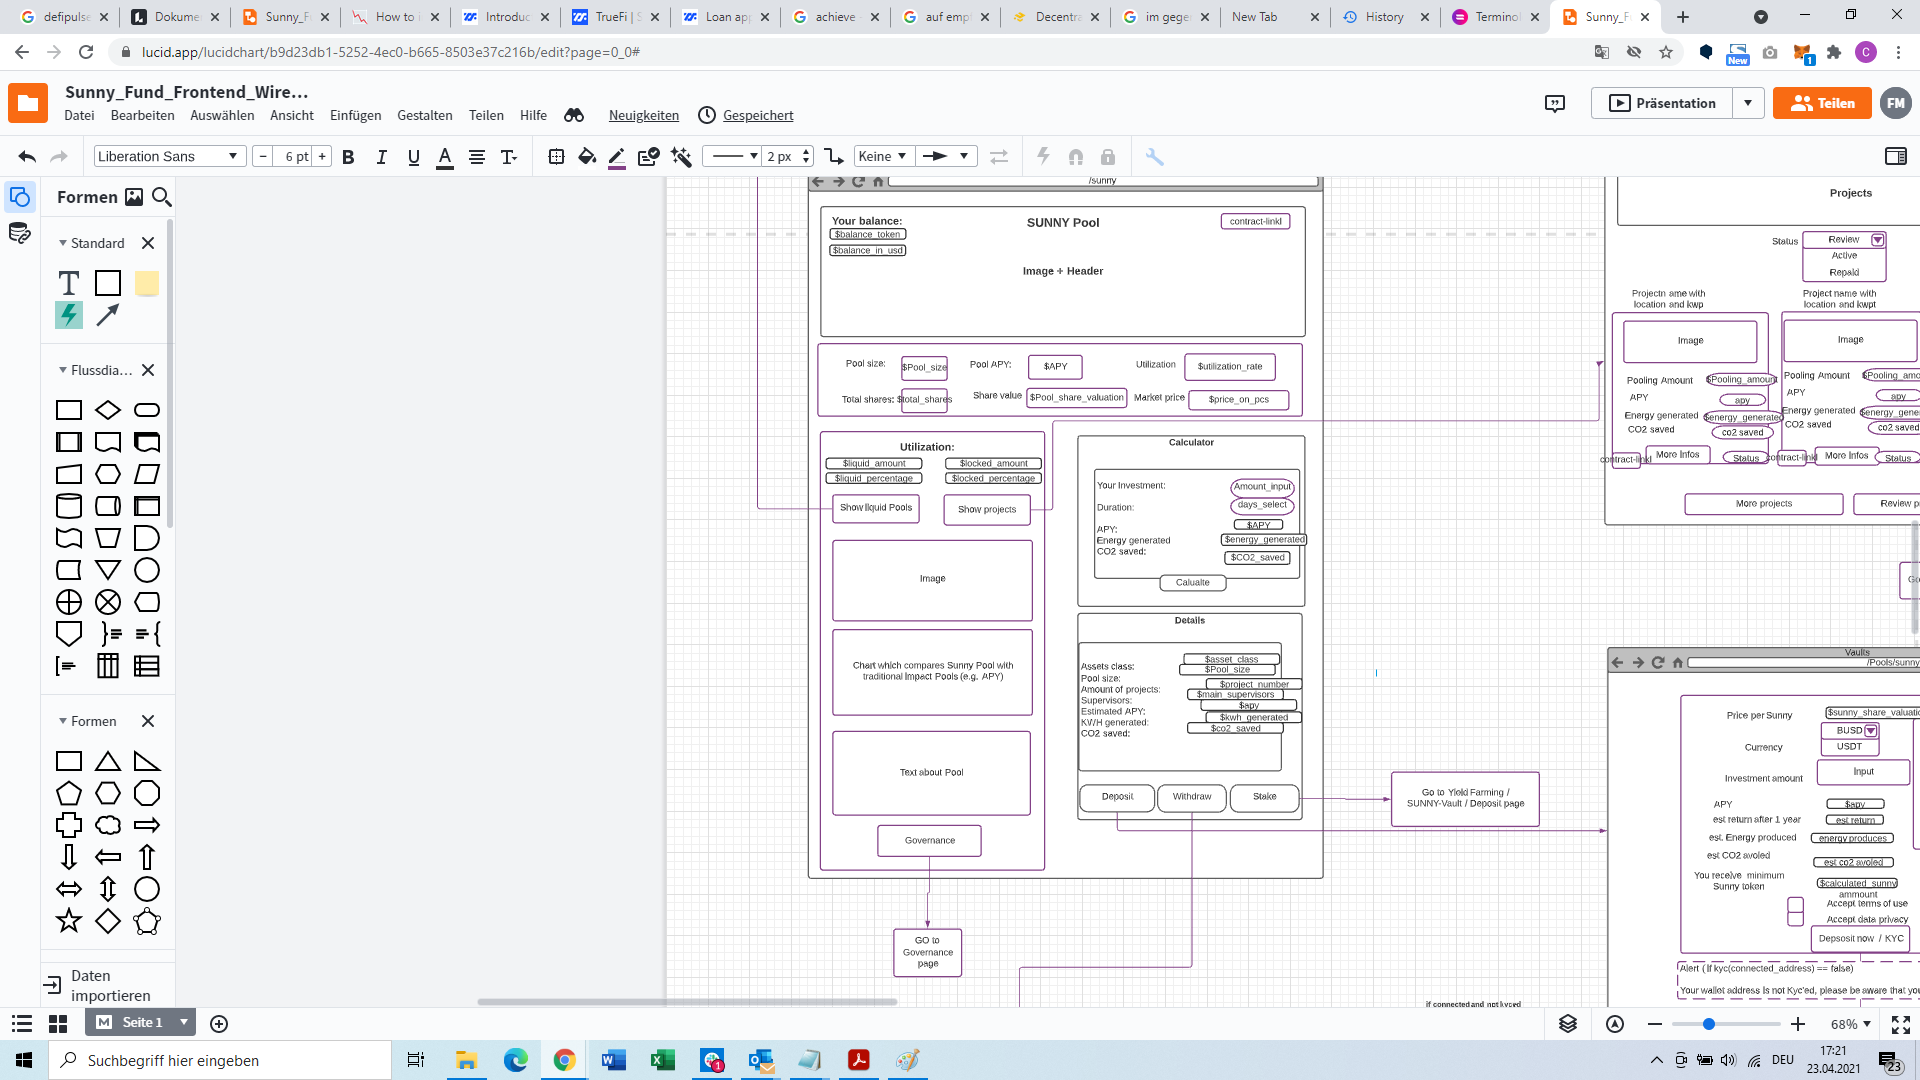 defipulse
Dokume
Sunny_F
How to i
Introduc
TrueFi | S
Loan app
achieve -
auf emp
Decentra
im gege
New Tab
History
Terminol
Sunny_F
lucid.app/lucidchart/b9d23db1-5252-4ec0-b665-8503e37c216b/edit?page=0_0#
New
1
C
Sunny_Fund_Frontend_Wire...
Datei Bearbeiten Auswählen Ansicht Einfügen Gestalten Teilen Hilfe Neuigkeiten Gespeichert
Präsentation
Teilen
FM
Liberation Sans
6 pt
B I U A T
2 px
Keine
Formen
Standard
Flussdia...
Formen
Daten
importieren
/sunny
Your balance:
$balance_token
$balance_in_usd
SUNNY Pool
contract-linkl
Image + Header
Pool size:
$Pool_size
Pool APY:
$APY
Utilization
$utilization_rate
Total shares:
$total_shares
Share value
$Pool_share_valuation
Market price
$price_on_pcs
Utilization:
$liquid_amount
$locked_amount
$liquid_percentage
$locked_percentage
Show liquid Pools
Show projects
Image
Chart which compares Sunny Pool with
traditional Impact Pools (e.g. APY)
Text about Pool
Governance
GO to
Governance
page
Calculator
Your Investment:
Amount_input
Duration:
days_select
APY:
$APY
Energy generated
$energy_generated
CO2 saved:
$CO2_saved
Calualte
Details
Assets class:
$asset_class
Pool size:
$Pool_size
Amount of projects:
$project_number
Supervisors:
$main_supervisors
Estimated APY:
$apy
KW/H generated:
$kwh_generated
CO2 saved:
$co2_saved
Deposit
Withdraw
Stake
Go to Yield Farming /
SUNNY-Vault / Deposit page
if connected and not kyced
Projects
Status
Review
Active
Repaid
Projectn ame with
location and kwp
Project name with
location and kwpt
Image
Image
Pooling Amount
$Pooling_amount
Pooling Amount
$Pooling_amo
APY
apy
APY
apy
Energy generated
$energy_generated
Energy generated
$energy_gene
CO2 saved
co2 saved
CO2 saved
co2 saved
contract-linkl
More Infos
Status
contract-linkl
More Infos
Status
More projects
Review p
Go
Vaults
/Pools/sunny
Price per Sunny
$sunny_share_valuatio
Currency
BUSD
USDT
Investment amount
Input
APY
$apy
est return after 1 year
est return
est. Energy produced
energy produces
est CO2 avoied
est co2 avoied
You receive minimum
Sunny token
$calculated_sunny
ammount
Accept terms of use
Accept data privacy
Depsosit now / KYC
Alert ( If kyc(connected_address) == false)
Your wallet address is not Kyc'ed, please be aware that you
Seite 1
68%
Suchbegriff hier eingeben
1
DEU
17:21
23.04.2021
23